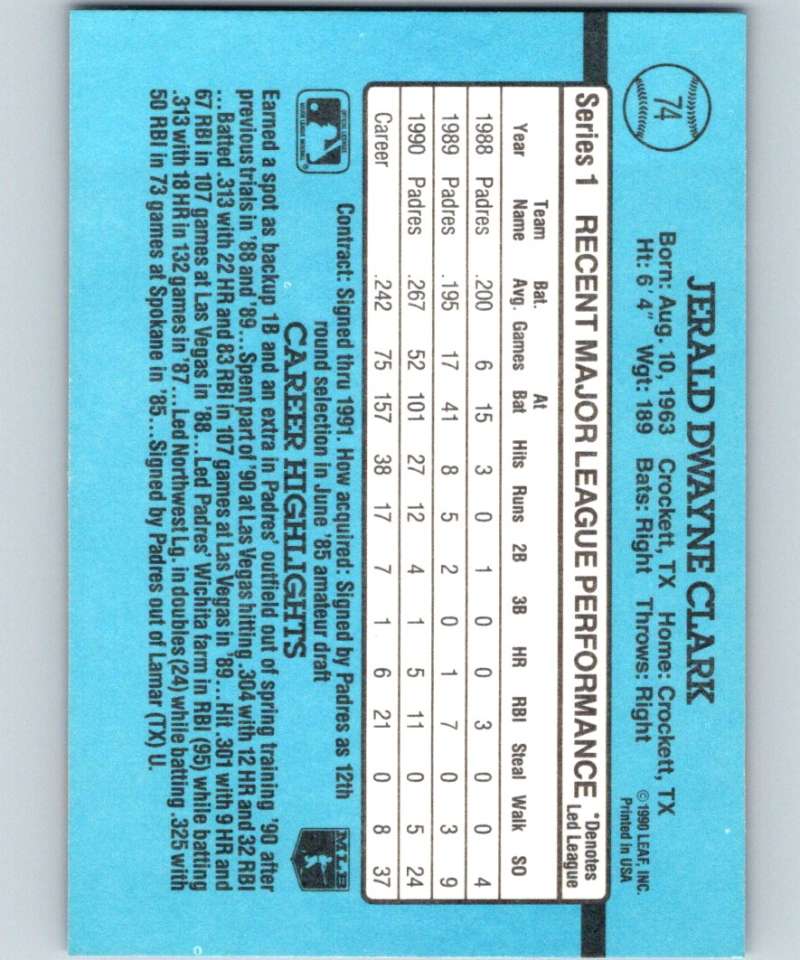 74
JERALD DWAYNE CLARK
Born: Aug. 10, 1963 Crockett, TX Home: Crockett, TX
Ht: 6' 4" Wgt: 189 Bats: Right Throws: Right
© 1990 LEAF, INC.
Printed in USA
Series 1 RECENT MAJOR LEAGUE PERFORMANCE *Denotes Led League
Year Team Name Bat. Avg. Games At Bat Hits Runs 2B 3B HR RBI Steal Walk SO
1988 Padres .200 6 15 3 0 1 0 0 3 0 0 4
1989 Padres .195 17 41 8 5 2 0 1 7 0 3 9
1990 Padres .267 52 101 27 12 4 1 5 11 0 5 24
Career .242 75 157 38 17 7 1 6 21 0 8 37
OFFICIAL LICENSEE
MAJOR LEAGUE BASEBALL
Contract: Signed thru 1991. How acquired: Signed by Padres as 12th
round selection in June '85 amateur draft
MLB
CAREER HIGHLIGHTS
Earned a spot as backup 1B and an extra in Padres' outfield out of spring training '90 after
previous trials in '88 and '89...Spent part of '90 at Las Vegas hitting .304 with 12 HR and 32 RBI
...Batted .313 with 22 HR and 83 RBI in 107 games at Las Vegas in '89...Hit .301 with 9 HR and
67 RBI in 107 games at Las Vegas in '88...Led Padres' Wichita farm in RBI (95) while batting
.313 with 18 HR in 132 games in '87...Led Northwest Lg. in doubles (24) while batting .325 with
50 RBI in 73 games at Spokane in '85...Signed by Padres out of Lamar (TX) U.